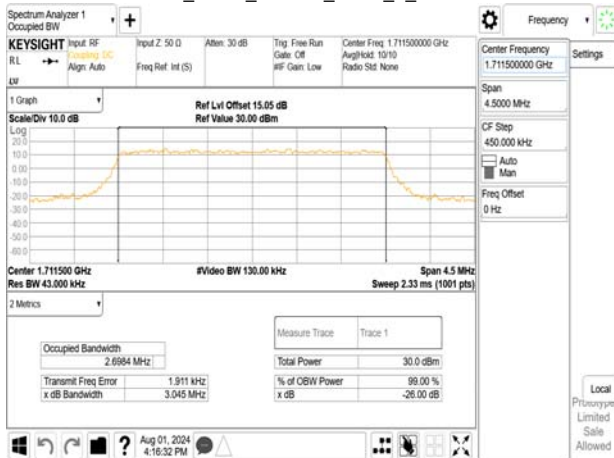 Spectrum Analyzer 1
Occupied BW
Frequency
KEYSIGHT
RL
Input: RF
Coupling: DC
Align: Auto
Input Z: 50 Ω
Freq Ref: Int (S)
Atten: 30 dB
Trig: Free Run
Gate: Off
#IF Gain: Low
Center Freq: 1.711500000 GHz
Avg|Hold: 10/10
Radio Std: None
Center Frequency
1.711500000 GHz
Settings
Span
4.5000 MHz
CF Step
450.000 kHz
Auto
Man
Freq Offset
0 Hz
1 Graph
Scale/Div 10.0 dB
Ref Lvl Offset 15.05 dB
Ref Value 30.00 dBm
Log
20.0
10.0
0.00
-10.0
-20.0
-30.0
-40.0
-50.0
-60.0
Center 1.711500 GHz
Res BW 43.000 kHz
#Video BW 130.00 kHz
Span 4.5 MHz
Sweep 2.33 ms (1001 pts)
2 Metrics
Measure Trace
Trace 1
Occupied Bandwidth
2.6984 MHz
Total Power
30.0 dBm
Transmit Freq Error
1.911 kHz
% of OBW Power
99.00 %
x dB Bandwidth
3.045 MHz
x dB
-26.00 dB
Local
Prototype
Limited
Sale
Allowed
?
Aug 01, 2024
4:16:32 PM